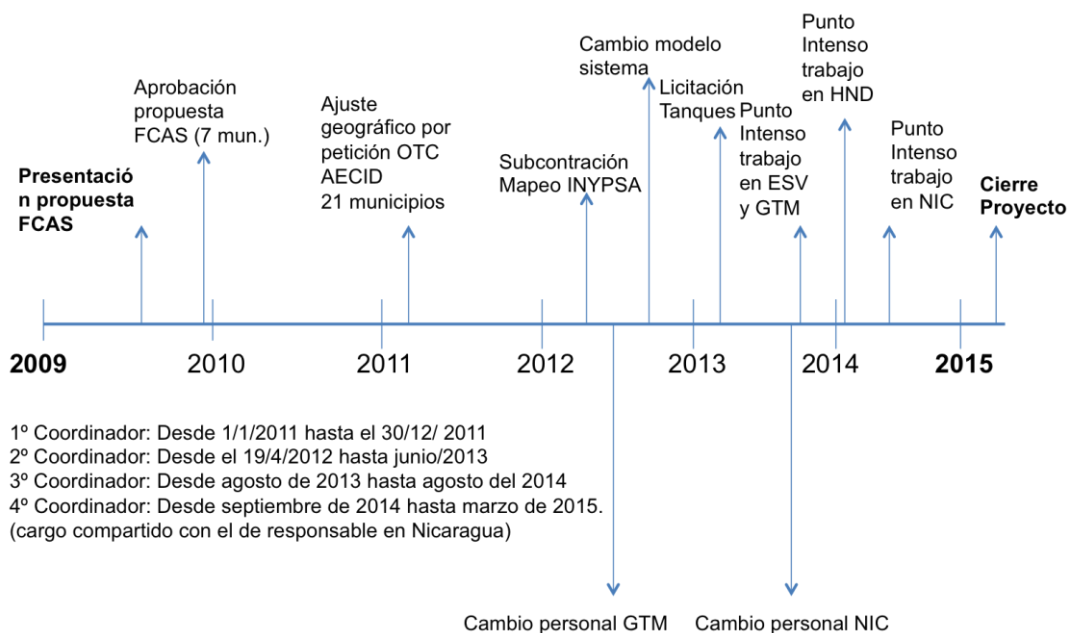 Presentació
n propuesta
FCAS
Aprobación
propuesta
FCAS (7 mun.)
Ajuste
geográfico por
petición OTC
AECID
21 municipios
Subcontración
Mapeo INYPSA
Cambio modelo
sistema
Licitación
Tanques
Punto
Intenso
trabajo
en ESV
y GTM
Punto
Intenso
trabajo
en HND
Punto
Intenso
trabajo
en NIC
Cierre
Proyecto
2009
2010
2011
2012
2013
2014
2015
1º Coordinador: Desde 1/1/2011 hasta el 30/12/ 2011
2º Coordinador: Desde el 19/4/2012 hasta junio/2013
3º Coordinador: Desde agosto de 2013 hasta agosto del 2014
4º Coordinador: Desde septiembre de 2014 hasta marzo de 2015.
(cargo compartido con el de responsable en Nicaragua)
Cambio personal GTM
Cambio personal NIC